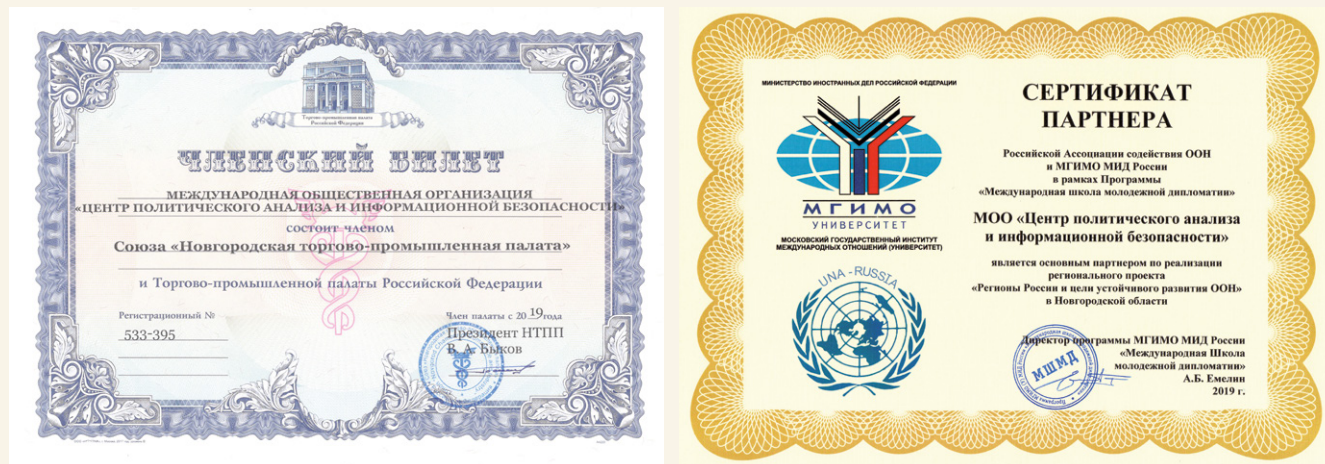 Торгово-промышленная палата
Российской Федерации
ЧЛЕНСКИЙ БИЛЕТ
МЕЖДУНАРОДНАЯ ОБЩЕСТВЕННАЯ ОРГАНИЗАЦИЯ
«ЦЕНТР ПОЛИТИЧЕСКОГО АНАЛИЗА И ИНФОРМАЦИОННОЙ БЕЗОПАСНОСТИ»
состоит членом
Союза «Новгородская торгово-промышленная палата»
и Торгово-промышленной палаты Российской Федерации
Регистрационный №
533-395
Член палаты с 2019года
Президент НТПП
В. А. Быков
МИНИСТЕРСТВО ИНОСТРАННЫХ ДЕЛ РОССИЙСКОЙ ФЕДЕРАЦИИ
МГИМО
УНИВЕРСИТЕТ
МОСКОВСКИЙ ГОСУДАРСТВЕННЫЙ ИНСТИТУТ
МЕЖДУНАРОДНЫХ ОТНОШЕНИЙ (УНИВЕРСИТЕТ)
UNA-RUSSIA
СЕРТИФИКАТ
ПАРТНЕРА
Российской Ассоциации содействия ООН
и МГИМО МИД России
в рамках Программы
«Международная школа молодежной дипломатии»
МОО «Центр политического анализа
и информационной безопасности»
является основным партнером по реализации
регионального проекта
«Регионы России и цели устойчивого развития ООН»
в Новгородской области
Директор программы МГИМО МИД России
«Международная Школа
молодежной дипломатии»
А.Б. Емелин
2019 г.
МШМД